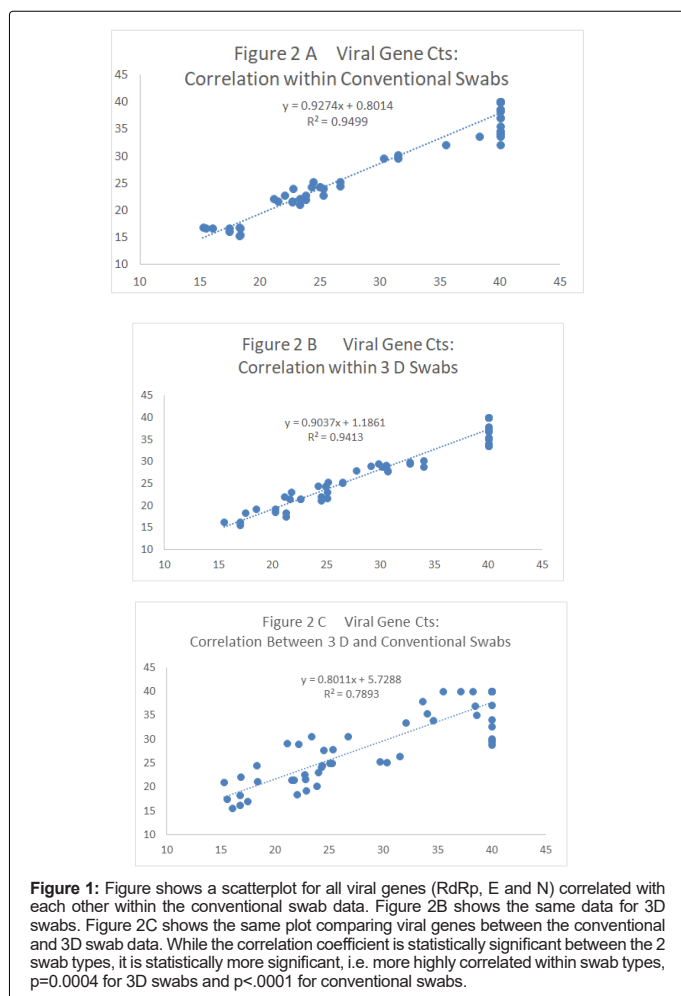 Figure 2 A Viral Gene Cts:
Correlation within Conventional Swabs
y = 0.9274x + 0.8014
R² = 0.9499
45
40
35
30
25
20
15
10
10 15 20 25 30 35 40 45
Figure 2 B Viral Gene Cts:
Correlation within 3 D Swabs
y = 0.9037x + 1.1861
R² = 0.9413
45
40
35
30
25
20
15
10
10 15 20 25 30 35 40 45
Figure 2 C Viral Gene Cts:
Correlation Between 3 D and Conventional Swabs
y = 0.8011x + 5.7288
R² = 0.7893
45
40
35
30
25
20
15
10
10 15 20 25 30 35 40 45
Figure 1: Figure shows a scatterplot for all viral genes (RdRp, E and N) correlated with
each other within the conventional swab data. Figure 2B shows the same data for 3D
swabs. Figure 2C shows the same plot comparing viral genes between the conventional
and 3D swab data. While the correlation coefficient is statistically significant between the 2
swab types, it is statistically more significant, i.e. more highly correlated within swab types,
p=0.0004 for 3D swabs and p<.0001 for conventional swabs.